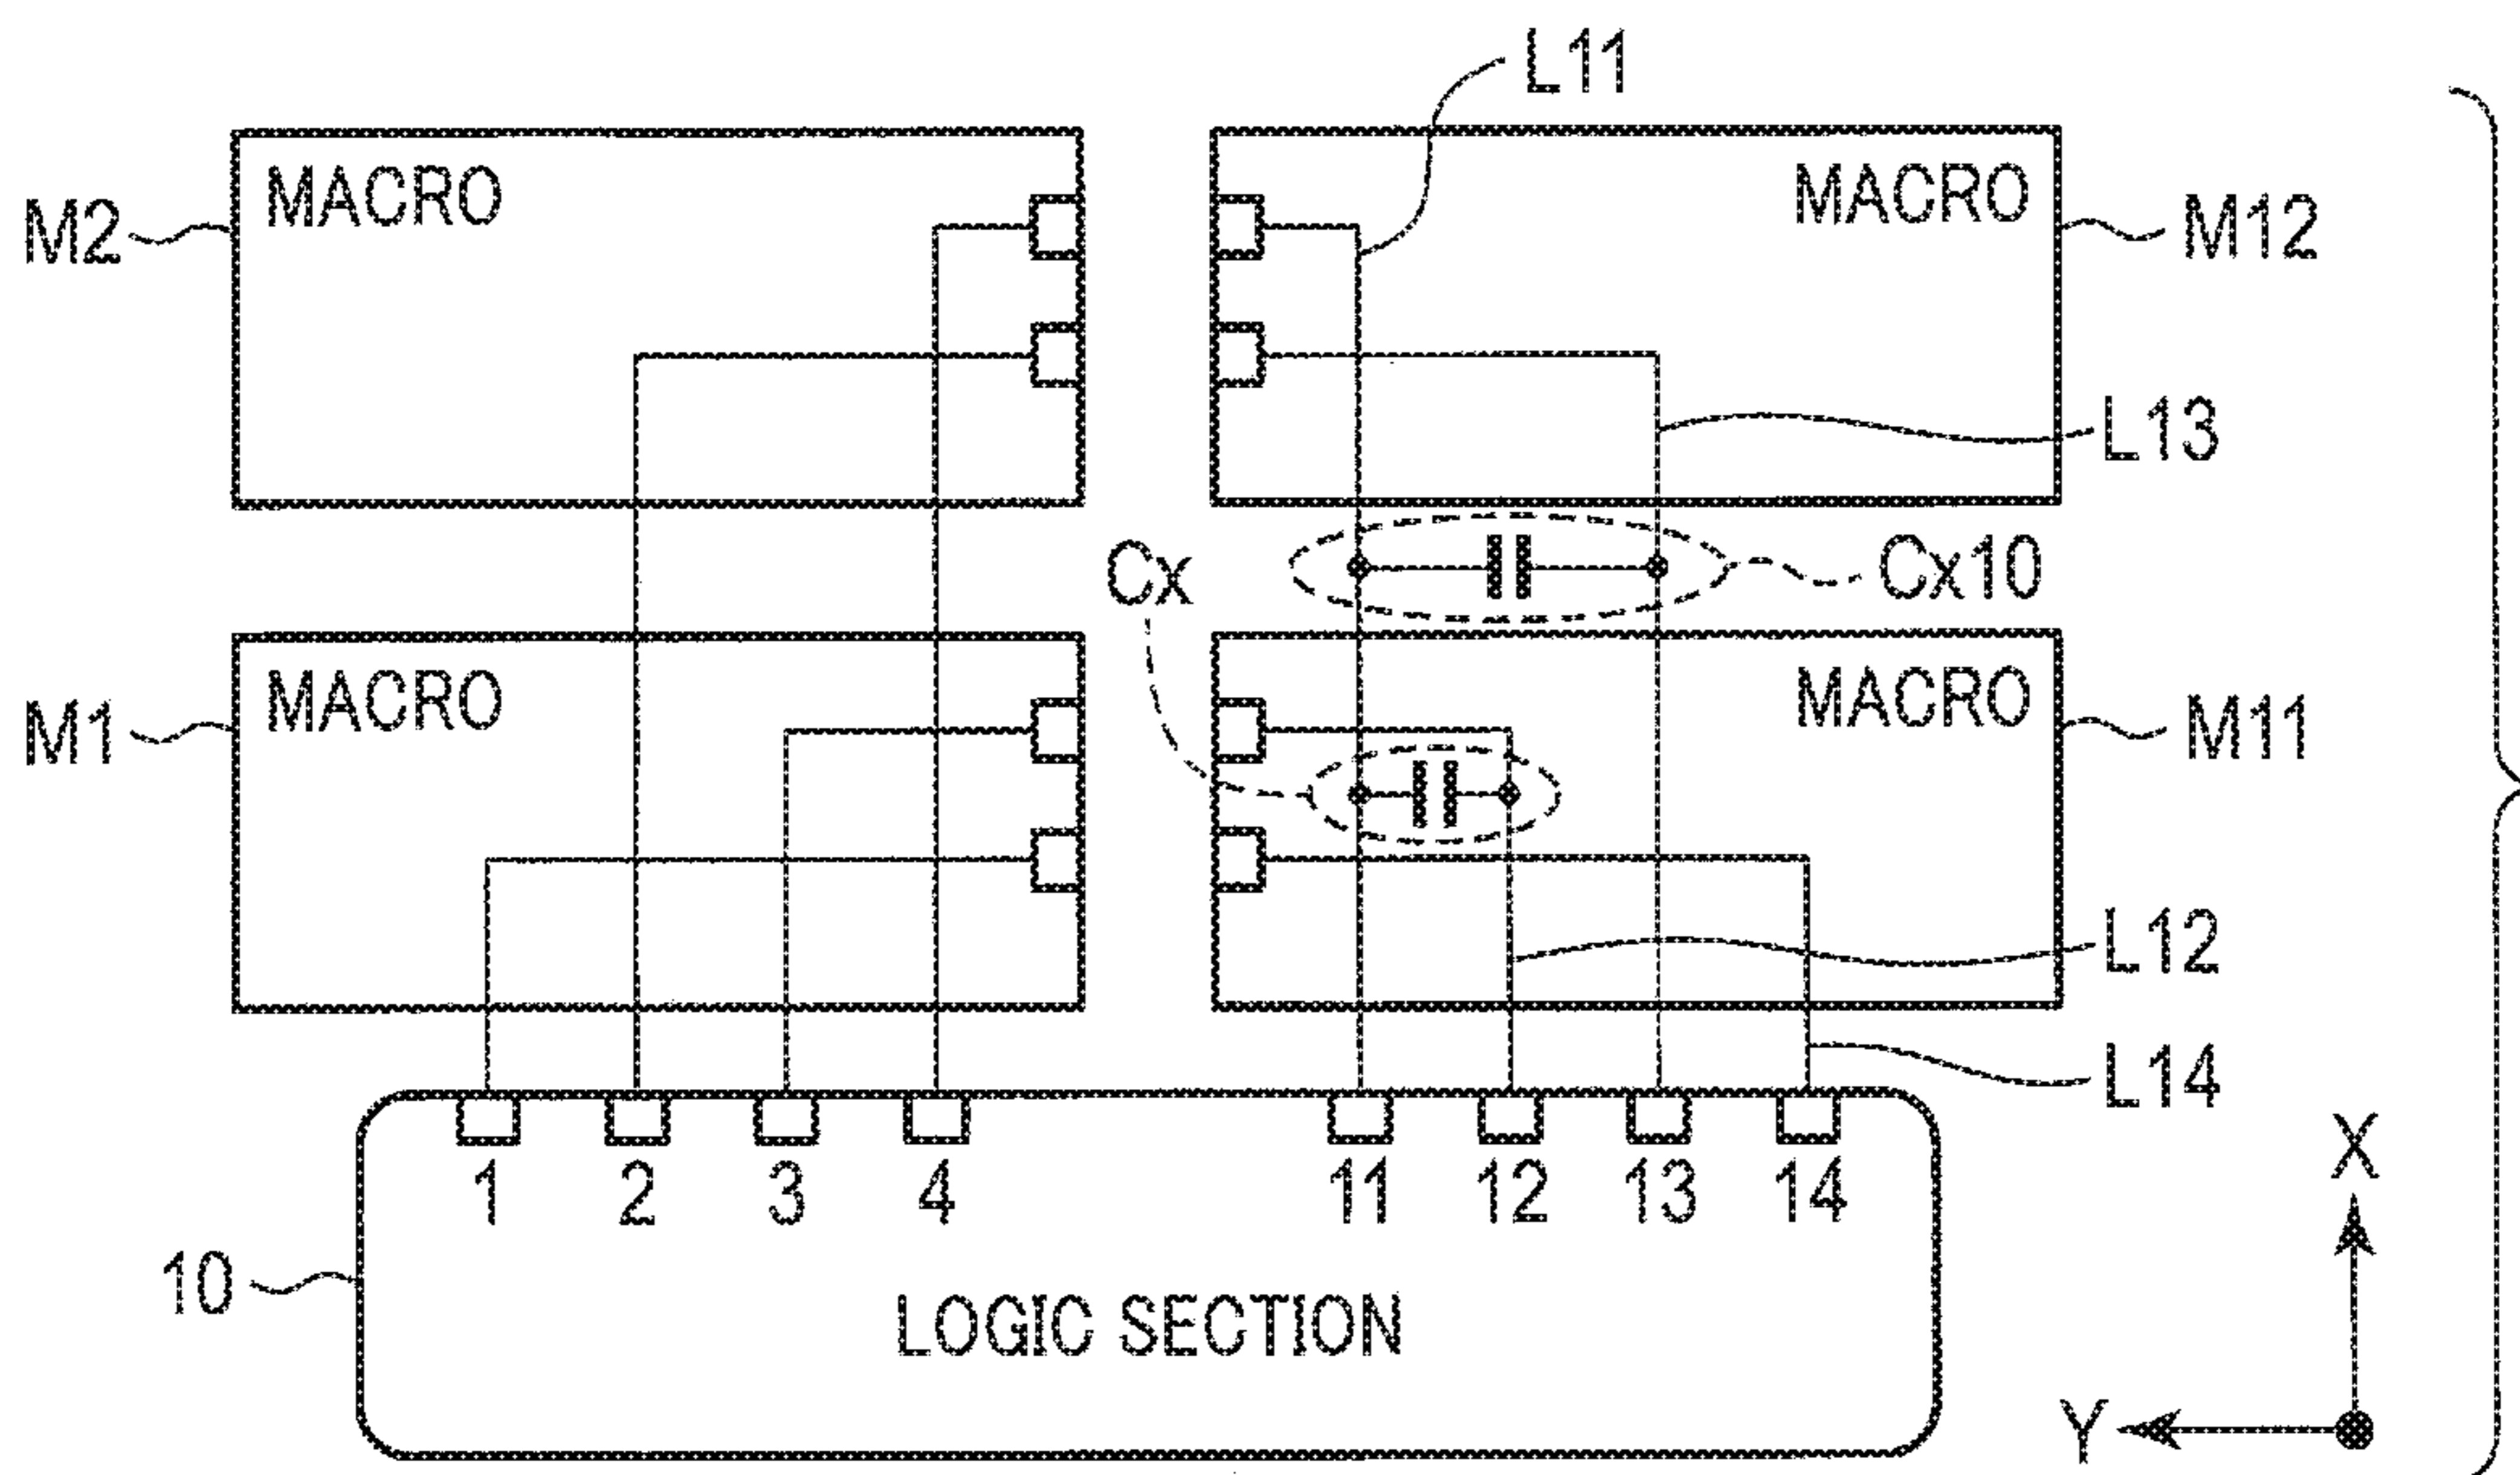 L11
MACRO
MACRO
M2
M12
L13
Cx
Cx10
MACRO
MACRO
M1
M11
L12
L14
1 2 3 4 11 12 13 14
X
10
LOGIC SECTION
Y